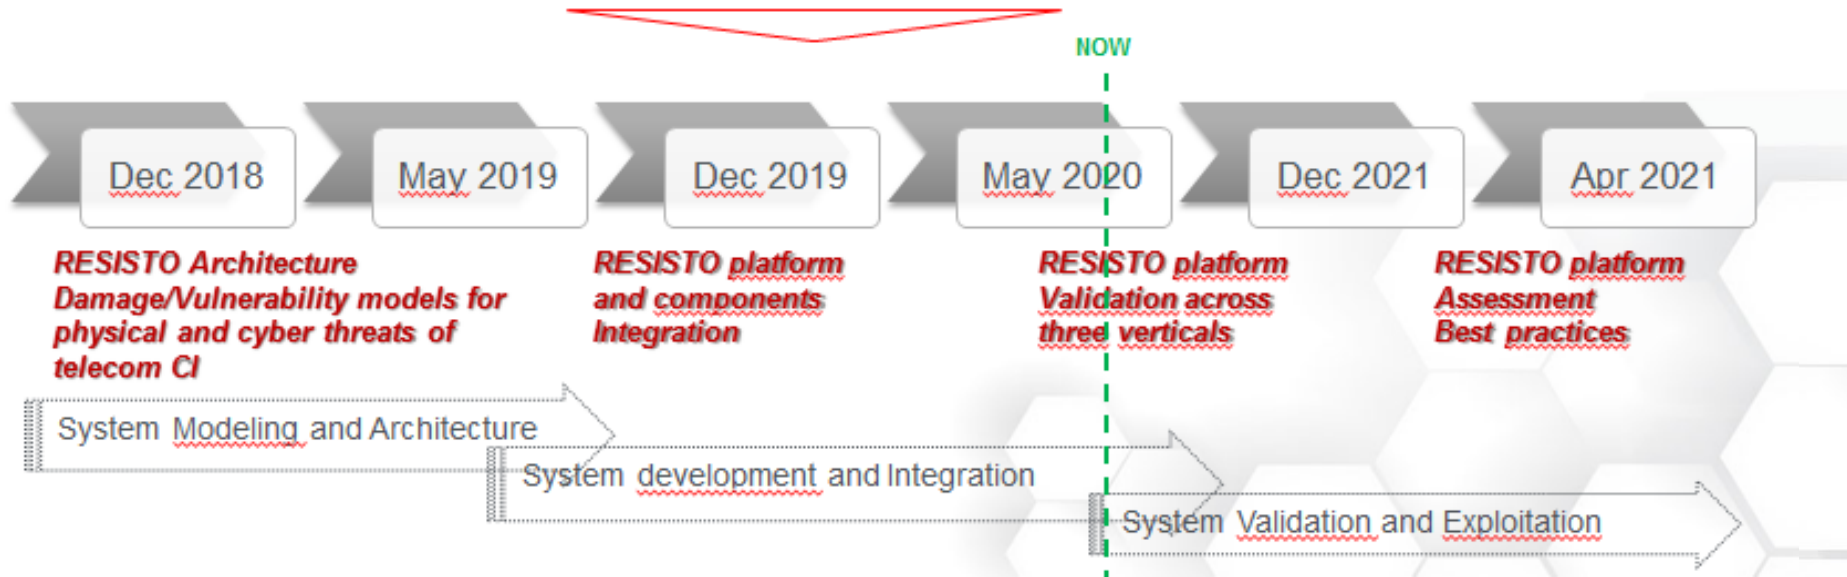 NOW
Dec 2018
May 2019
Dec 2019
May 2020
Dec 2021
Apr 2021
RESISTO Architecture
Damage/Vulnerability models for
physical and cyber threats of
telecom CI
RESISTO platform
and components
Integration
RESISTO platform
Validation across
three verticals
RESISTO platform
Assessment
Best practices
System Modeling and Architecture
System development and Integration
System Validation and Exploitation